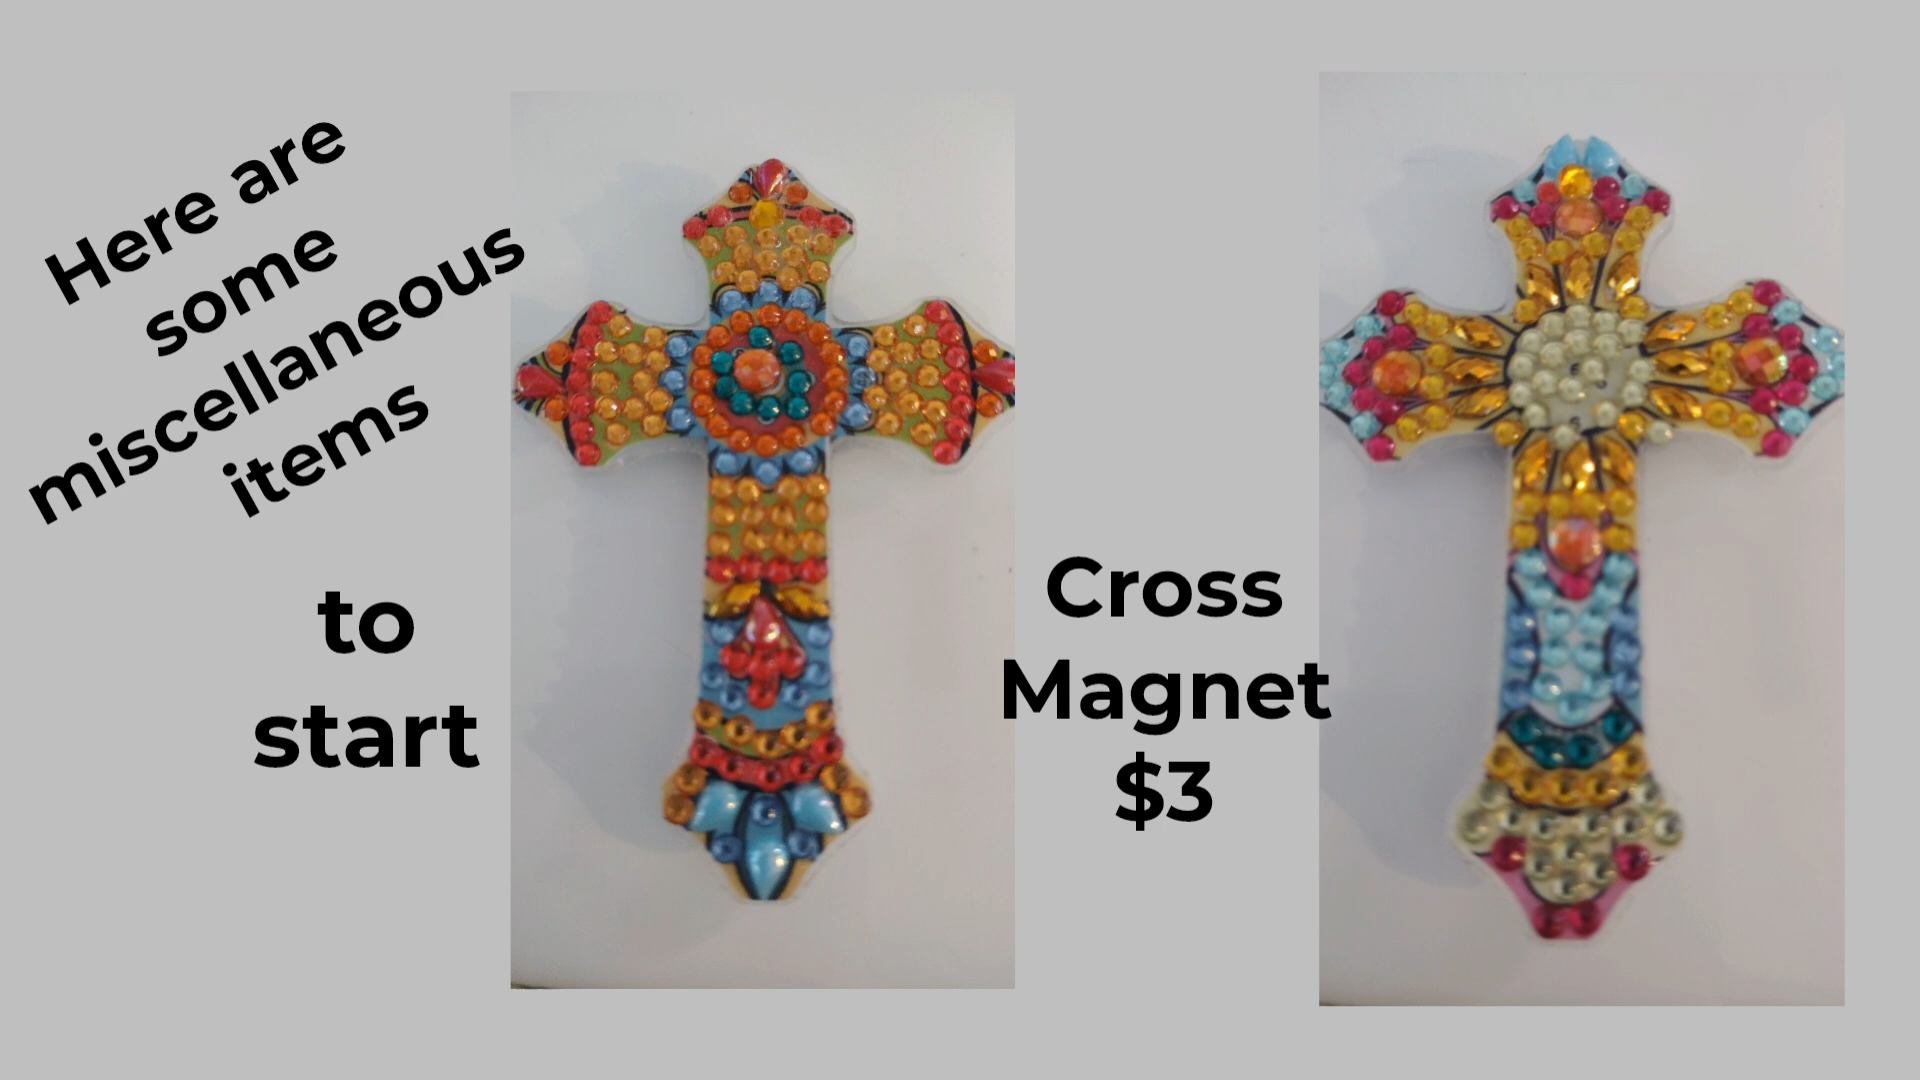 Here are
some
miscellaneous
items
to
start
Cross
Magnet
$3